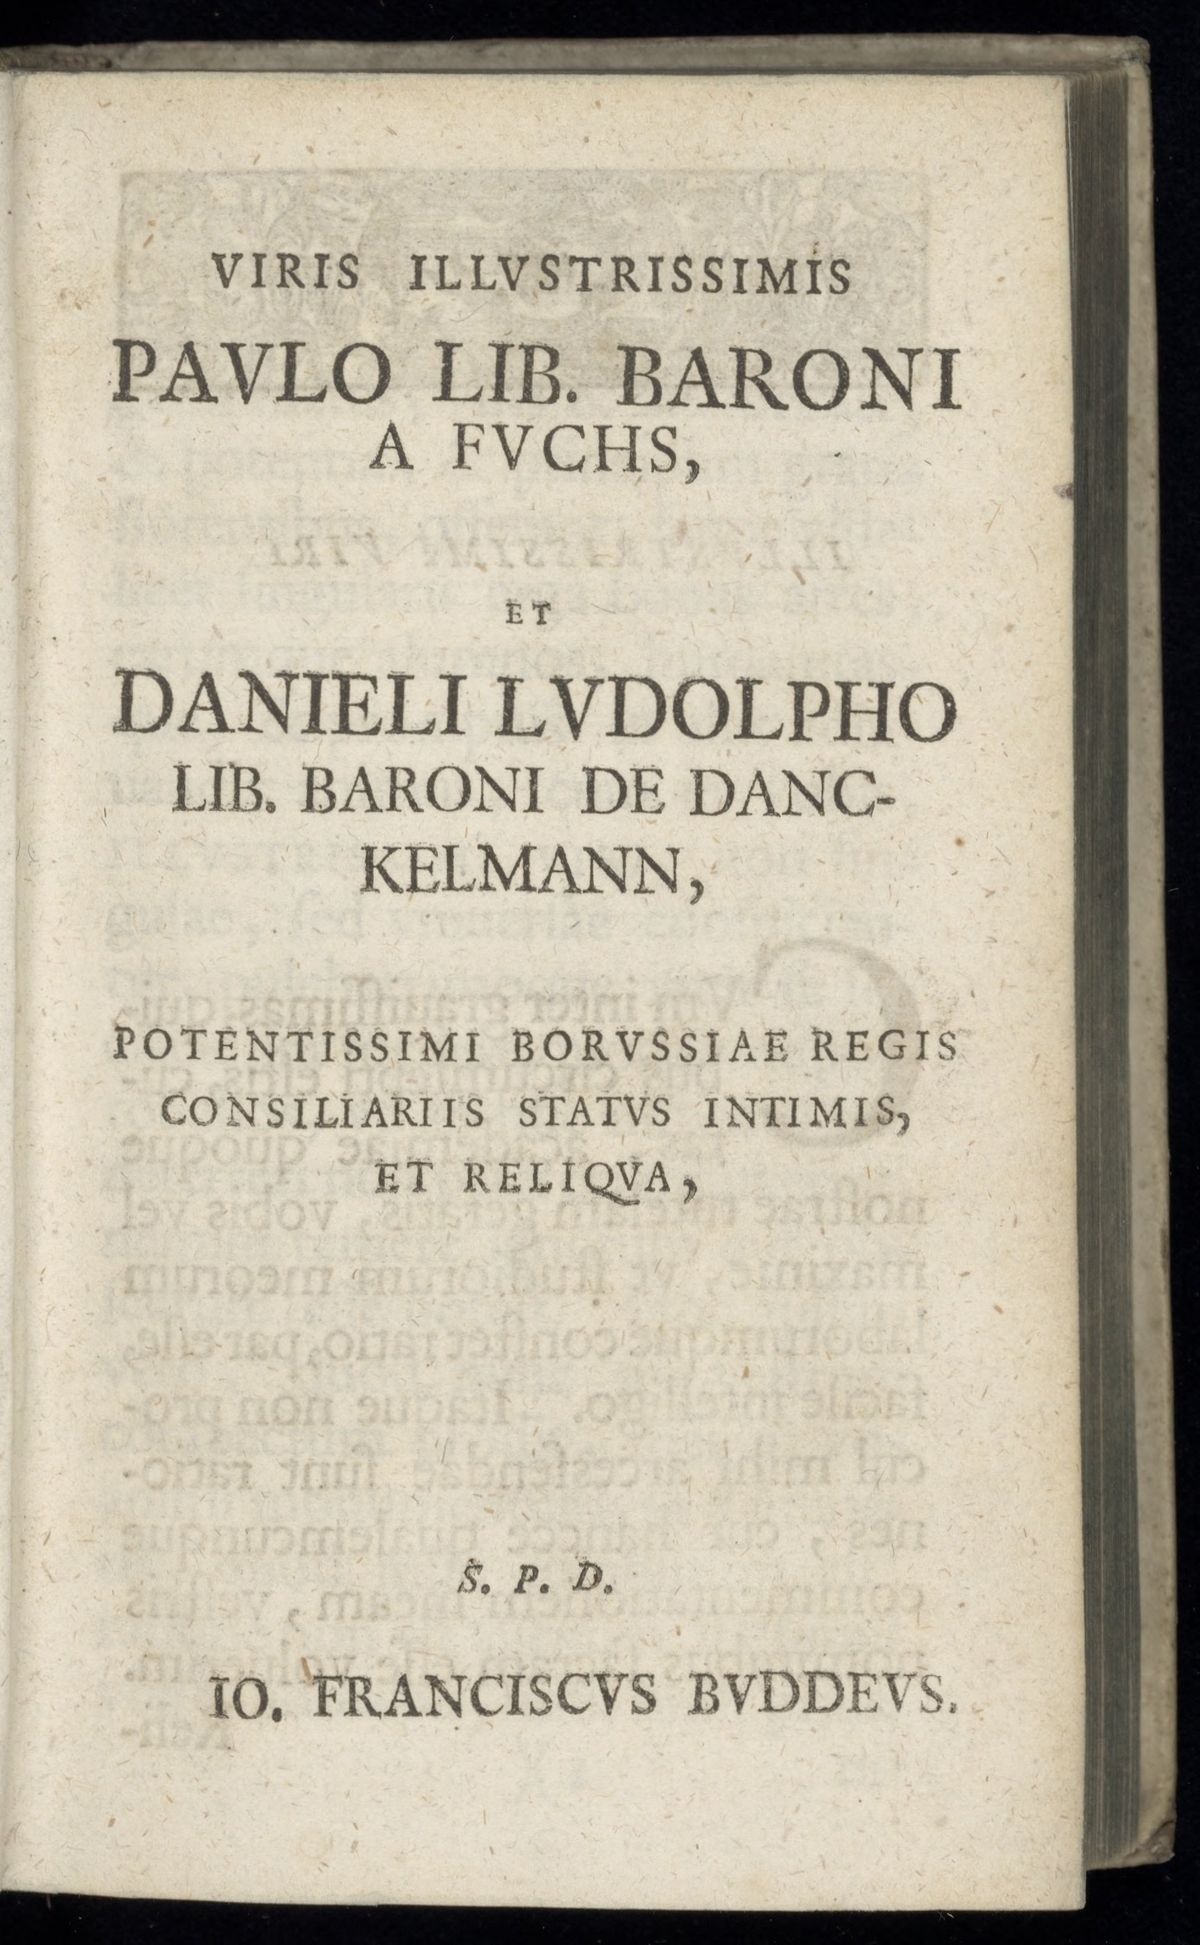 VIRIS ILLVSTRISSIMIS
PAVLO LIB. BARONI
A FVCHS,
ET
DANIELI LVDOLPHO
LIB. BARONI DE DANC-
KELMANN,
POTENTISSIMI BORVSSIAE REGIS
CONSILIARIIS STATVS INTIMIS,
ET RELIQVA,
S. P. D.
IO. FRANCISCVS BVDDEVS.